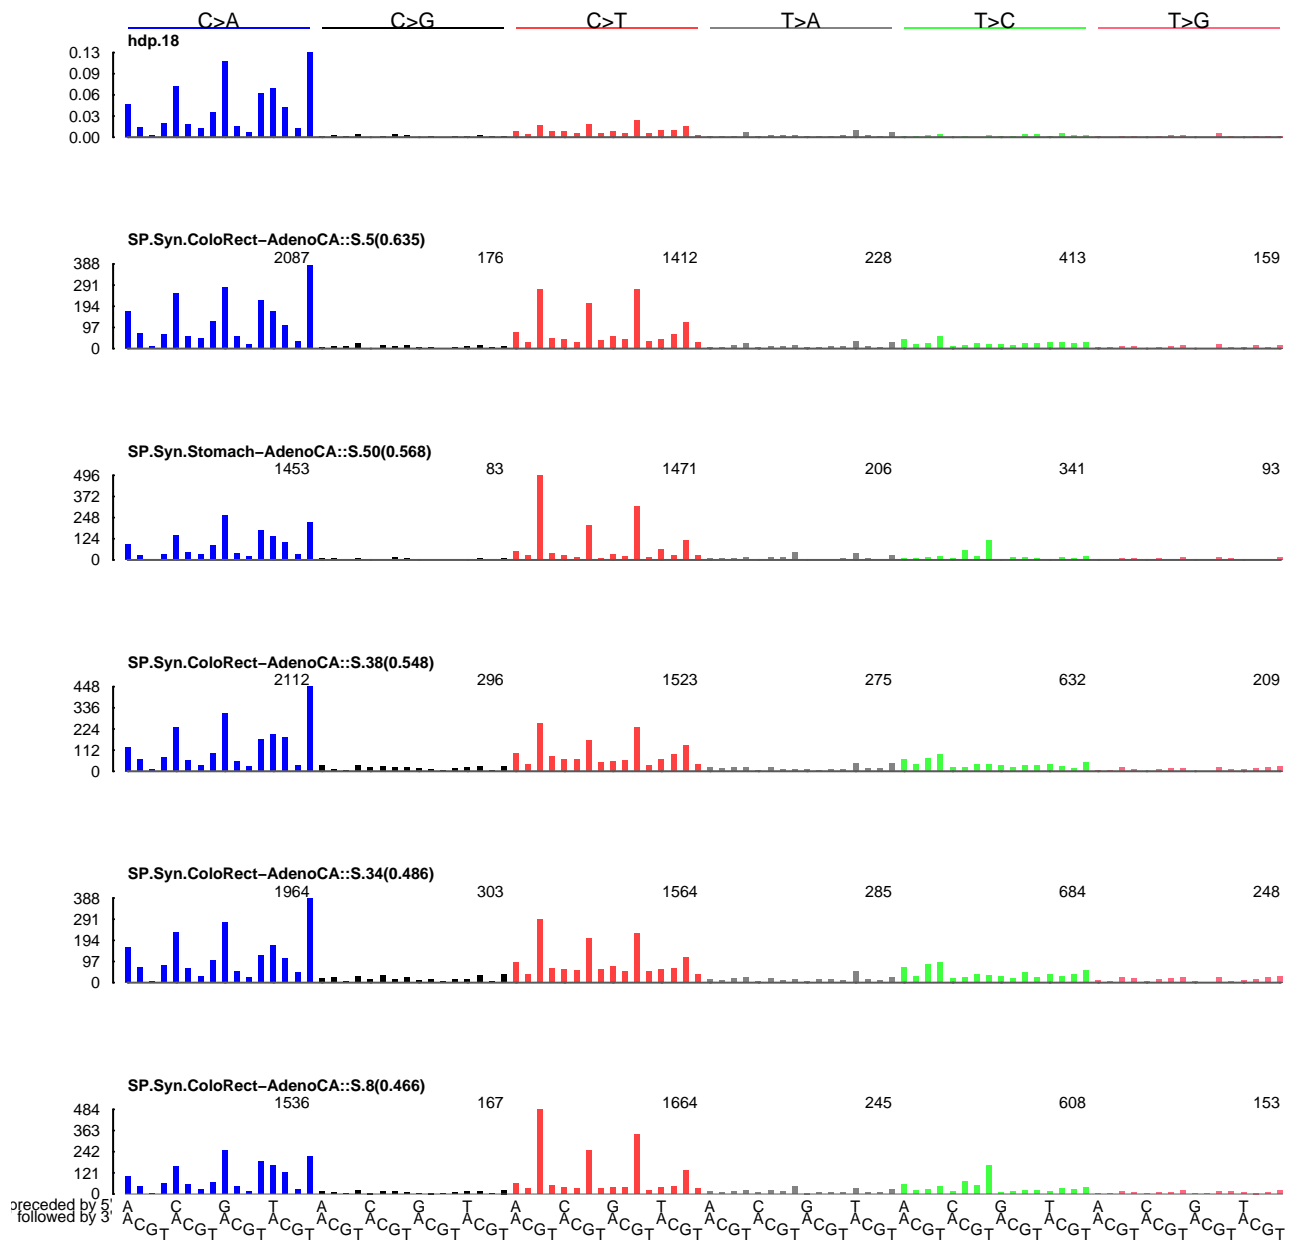 C>A C>G C>T T>A T>C T>G
hdp.18
0.13
0.09
0.06
0.03
0.00
SP.Syn.ColoRect−AdenoCA::S.5(0.635)
2087 176 1412 228 413 159
388
291
194
97
0
SP.Syn.Stomach−AdenoCA::S.50(0.568)
1453 83 1471 206 341 93
496
372
248
124
0
SP.Syn.ColoRect−AdenoCA::S.38(0.548)
2112 296 1523 275 632 209
448
336
224
112
0
SP.Syn.ColoRect−AdenoCA::S.34(0.486)
1964 303 1564 285 684 248
388
291
194
97
0
SP.Syn.ColoRect−AdenoCA::S.8(0.466)
1536 167 1664 245 608 153
484
363
242
121
0
preceded by 5' A C G T A C G T A C G T A C G T A C G T A C G T
followed by 3' A C G T A C G T A C G T A C G T A C G T A C G T A C G T A C G T A C G T A C G T A C G T A C G T A C G T A C G T A C G T A C G T A C G T A C G T A C G T A C G T A C G T A C G T A C G T A C G T